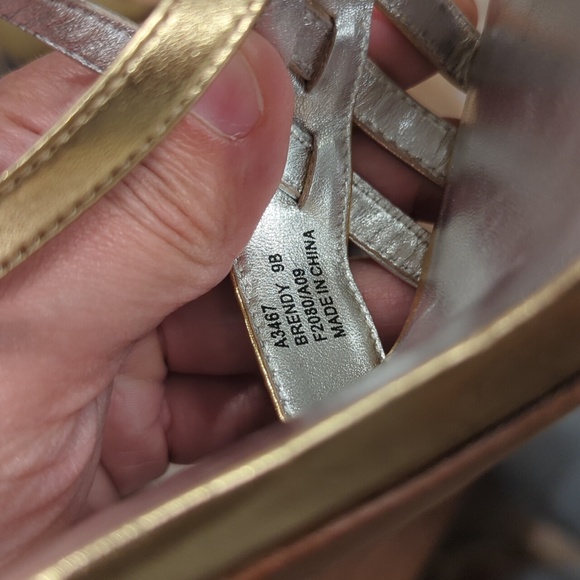 A3467
BRENDY 9B
F2080/A09
MADE IN CHINA